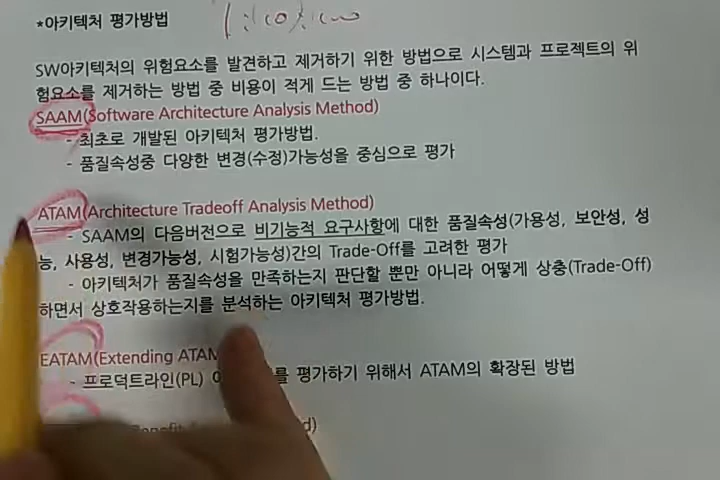 *아키텍처 평가방법
SW아키텍처의 위험요소를 발견하고 제거하기 위한 방법으로 시스템과 프로젝트의 위
험요소를 제거하는 방법 중 비용이 적게 드는 방법 중 하나이다.
SAAM(Software Architecture Analysis Method)
- 최초로 개발된 아키텍처 평가방법.
- 품질속성중 다양한 변경(수정)가능성을 중심으로 평가
ATAM(Architecture Tradeoff Analysis Method)
- SAAM의 다음버전으로 비기능적 요구사항에 대한 품질속성(가용성, 보안성, 성
능, 사용성, 변경가능성, 시험가능성)간의 Trade-Off를 고려한 평가
- 아키텍처가 품질속성을 만족하는지 판단할 뿐만 아니라 어떻게 상충(Trade-Off)
하면서 상호작용하는지를 분석하는 아키텍처 평가방법.
EATAM(Extending ATAM
- 프로덕트라인(PL) 를 평가하기 위해서 ATAM의 확장된 방법